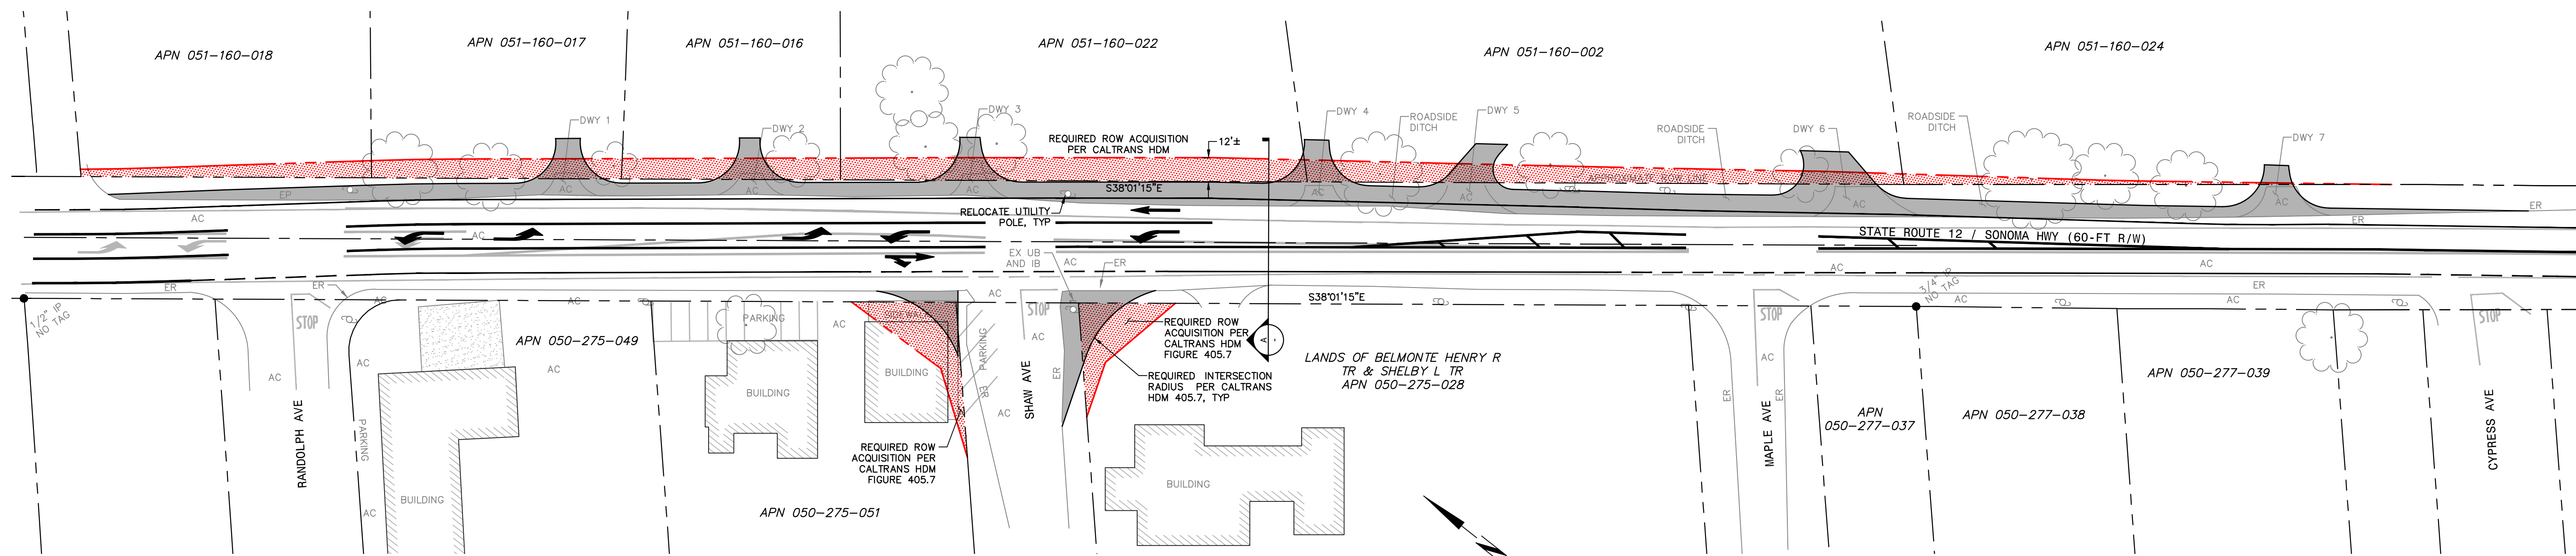 APN 051-160-018
APN 051-160-017
APN 051-160-016
APN 051-160-022
APN 051-160-002
APN 051-160-024
DWY 1
DWY 2
DWY 3
REQUIRED ROW ACQUISITION
PER CALTRANS HDM
12'±
DWY 4
ROADSIDE
DITCH
DWY 5
ROADSIDE
DITCH
DWY 6
ROADSIDE
DITCH
DWY 7
EP
AC
AC
AC
S38°01'15"E
AC
AC
APPROXIMATE ROW LINE
AC
AC
ER
ER
AC
AC
RELOCATE UTILITY
POLE, TYP
STATE ROUTE 12 / SONOMA HWY (60-FT R/W)
EX UB
AND IB
AC
ER
AC
AC
ER
ER
AC
AC
AC
S38°01'15"E
ER
AC
AC
1/2" IP
NO TAG
3/4" IP
NO TAG
STOP
PARKING
AC
SIDEWALK
STOP
AC
STOP
STOP
APN 050-275-049
AC
AC
AC
PARKING
BUILDING
PARKING
ER
ER
AC
SHAW AVE
REQUIRED ROW
ACQUISITION PER
CALTRANS HDM
FIGURE 405.7
REQUIRED INTERSECTION
RADIUS PER CALTRANS
HDM 405.7, TYP
A
-
LANDS OF BELMONTE HENRY R
TR & SHELBY L TR
APN 050-275-028
AC
ER
ER
MAPLE AVE
APN
050-277-037
APN 050-277-038
APN 050-277-039
CYPRESS AVE
RANDOLPH AVE
BUILDING
BUILDING
AC
REQUIRED ROW
ACQUISITION PER
CALTRANS HDM
FIGURE 405.7
BUILDING
APN 050-275-051